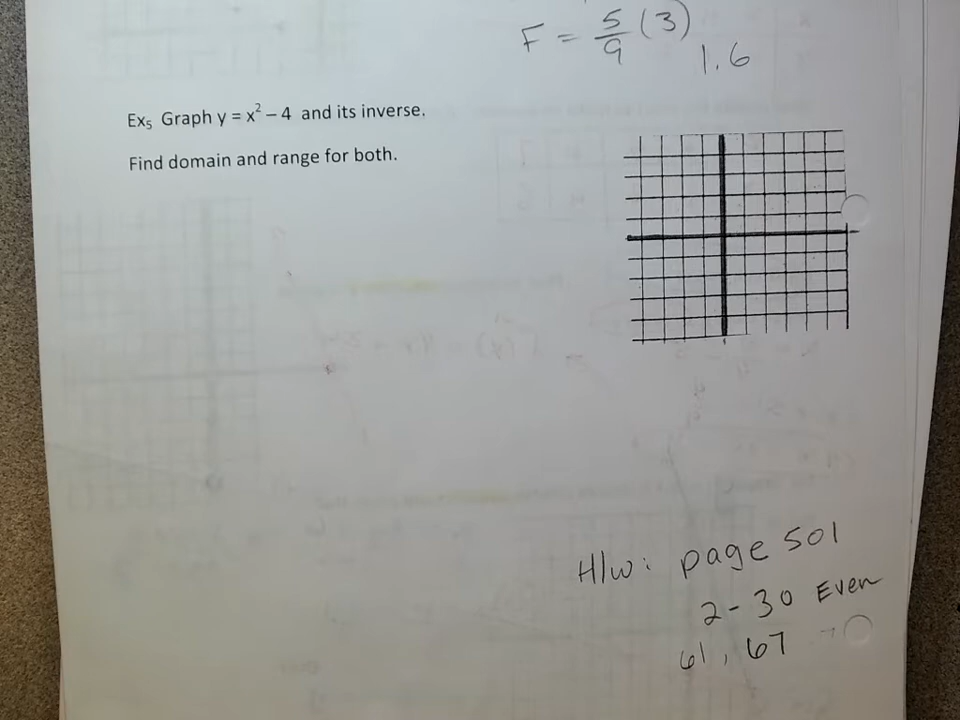 F = 5/9 (3)
1.6
Ex₅ Graph y = x² – 4 and its inverse.
Find domain and range for both.
H/w: page 501
2 - 30 Even
61, 67